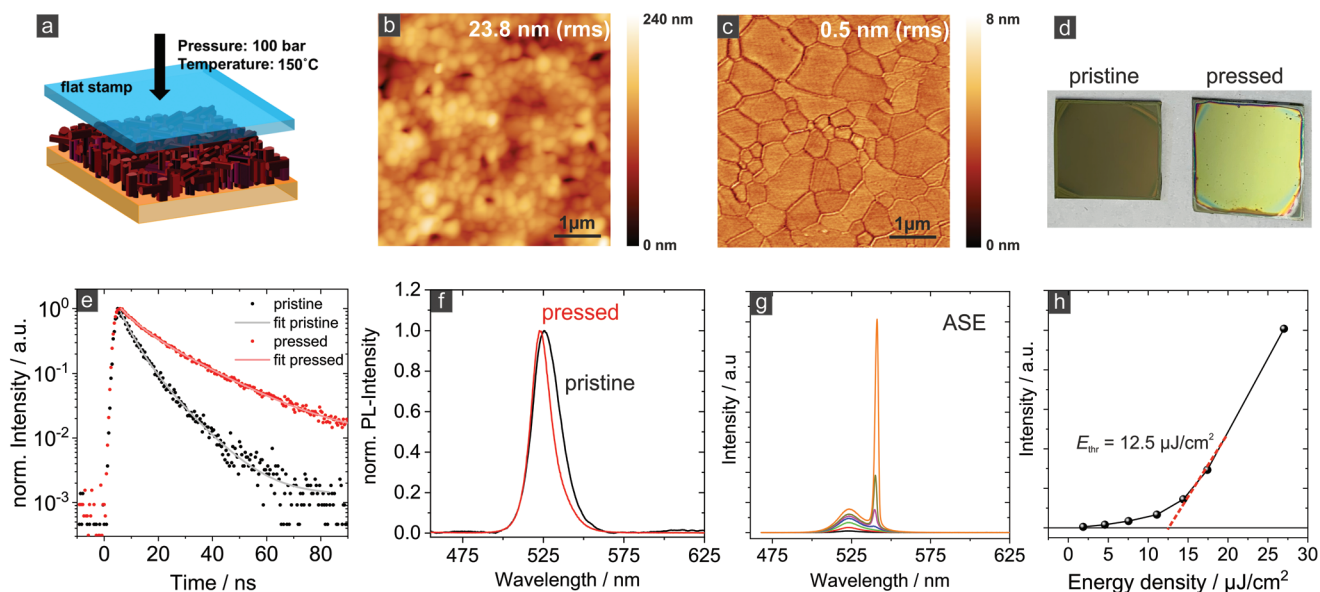 a
Pressure: 100 bar
Temperature: 150°C
flat stamp
b
23.8 nm (rms)
240 nm
0 nm
1μm
c
0.5 nm (rms)
8 nm
0 nm
1μm
d
pristine
pressed
e
10⁰
10⁻¹
10⁻²
10⁻³
norm. Intensity / a.u.
pristine
fit pristine
pressed
fit pressed
0 20 40 60 80
Time / ns
f
1.2
1.0
0.8
0.6
0.4
0.2
0.0
norm. PL-Intensity
pressed
pristine
475 525 575 625
Wavelength / nm
g
ASE
Intensity / a.u
475 525 575 625
Wavelength / nm
h
Intensity / a.u.
E_thr = 12.5 μJ/cm²
0 5 10 15 20 25 30
Energy density / μJ/cm²